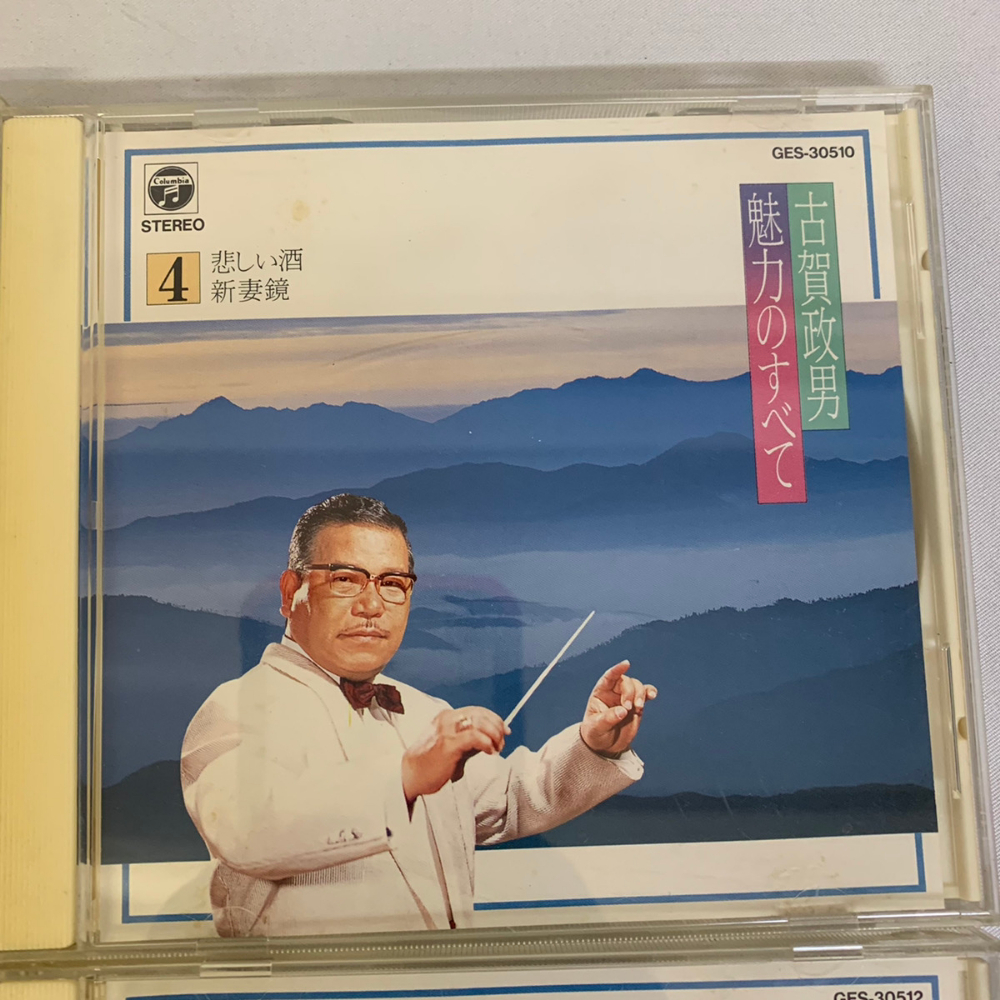 GES-30510
Columbia
STEREO
古賀政男
魅力のすべて
4
悲しい酒
新妻鏡
GES-30512